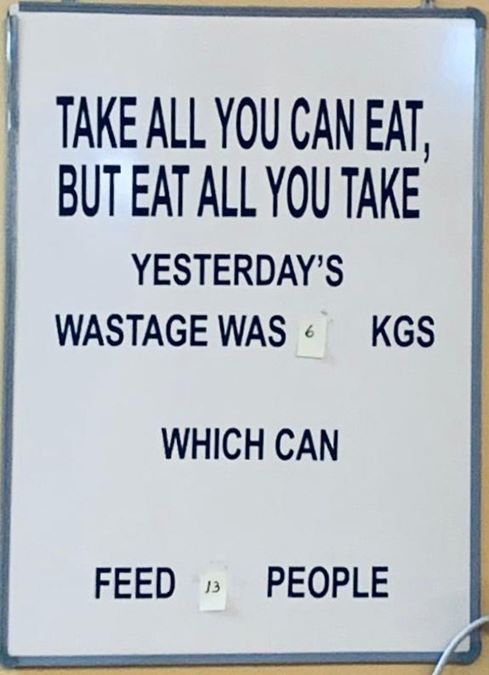 TAKE ALL YOU CAN EAT,
BUT EAT ALL YOU TAKE
YESTERDAY'S
WASTAGE WAS 6 KGS
WHICH CAN
FEED 13 PEOPLE